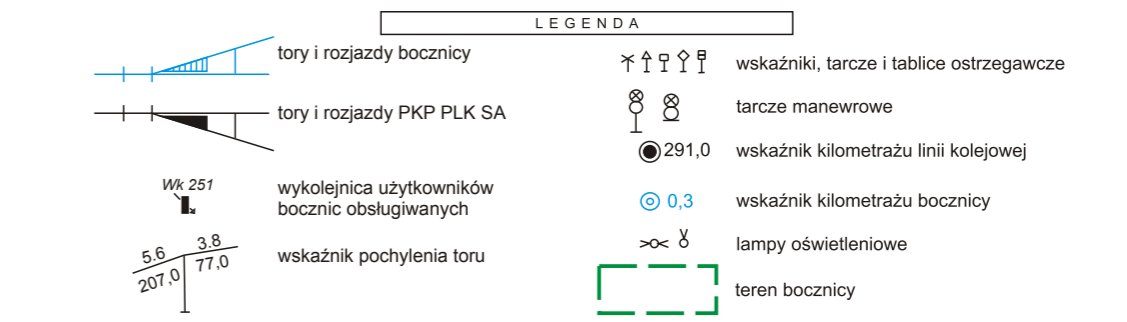 LEGENDA
tory i rozjazdy bocznicy
tory i rozjazdy PKP PLK SA
Wk 251
wykolejnica użytkowników
bocznic obsługiwanych
5.6 3.8
207,0 77,0
wskaźnik pochylenia toru
wskaźniki, tarcze i tablice ostrzegawcze
tarcze manewrowe
291,0 wskaźnik kilometrażu linii kolejowej
0,3 wskaźnik kilometrażu bocznicy
lampy oświetleniowe
teren bocznicy